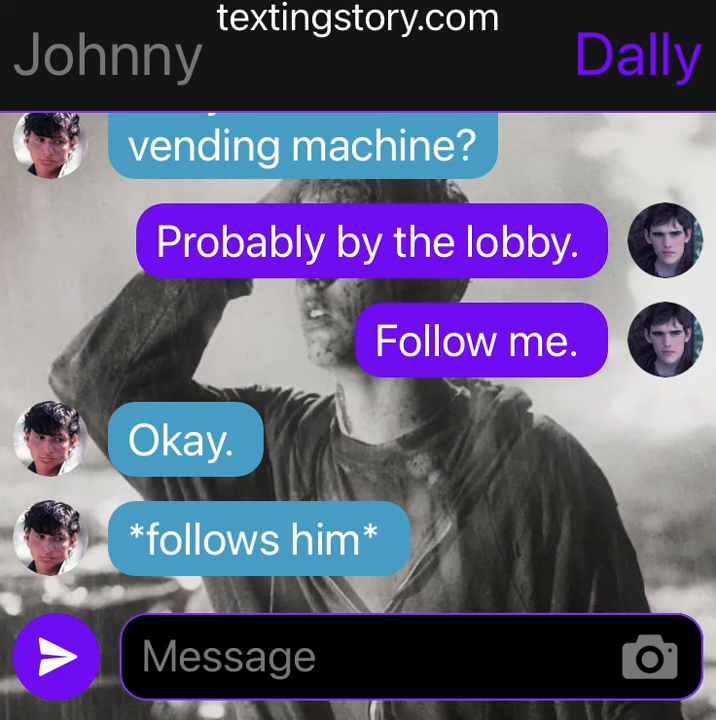 textingstory.com
Johnny
Dally
vending machine?
Probably by the lobby.
Follow me.
Okay.
*follows him*
Message